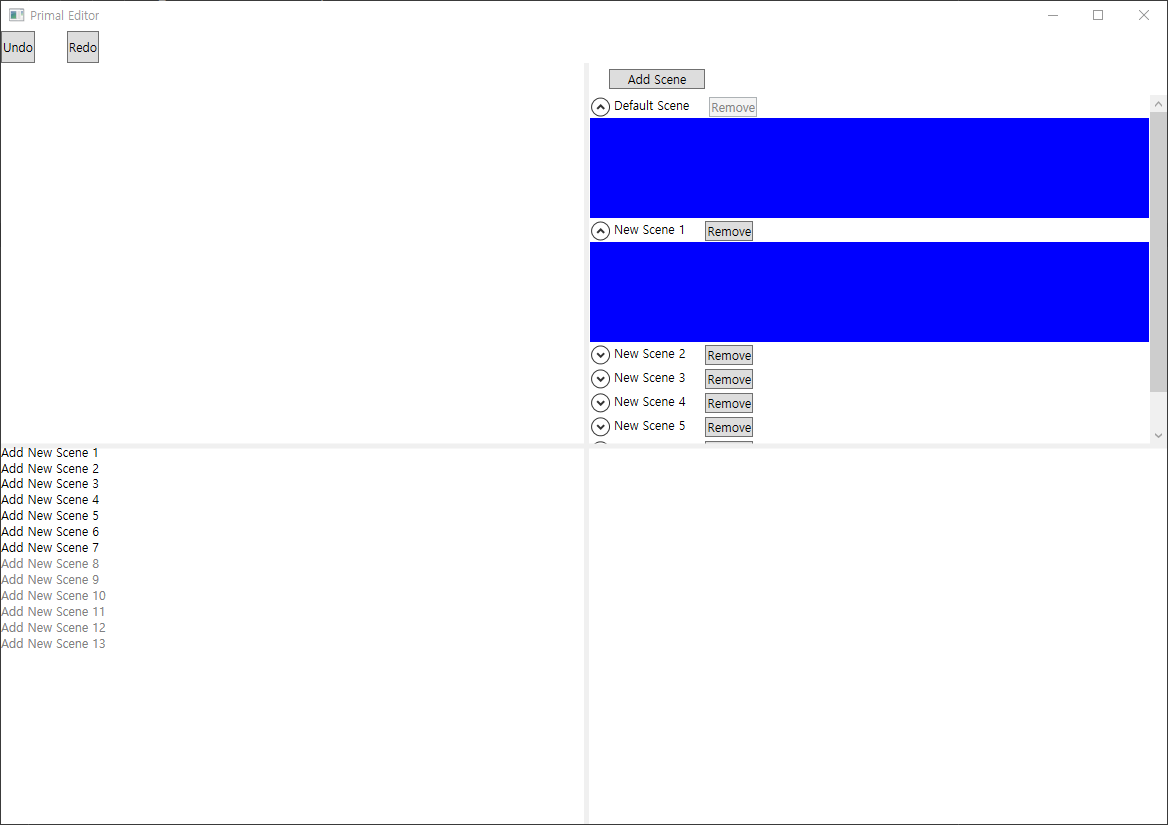 Primal Editor
Undo Redo
Add Scene
Default Scene Remove
New Scene 1 Remove
New Scene 2 Remove
New Scene 3 Remove
New Scene 4 Remove
New Scene 5 Remove
Add New Scene 1
Add New Scene 2
Add New Scene 3
Add New Scene 4
Add New Scene 5
Add New Scene 6
Add New Scene 7
Add New Scene 8
Add New Scene 9
Add New Scene 10
Add New Scene 11
Add New Scene 12
Add New Scene 13